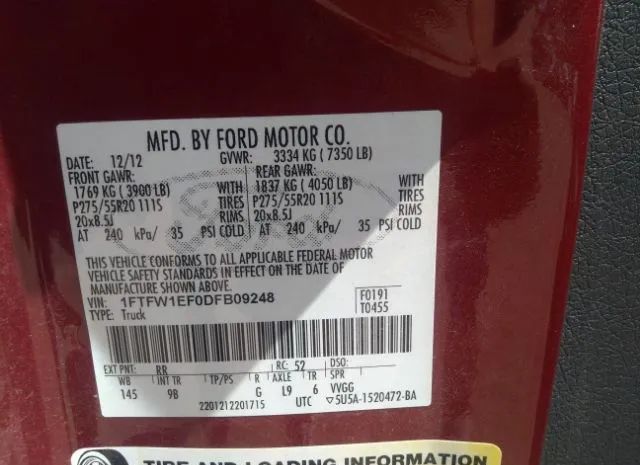 MFD. BY FORD MOTOR CO.
DATE: 12/12 GVWR: 3334 KG ( 7350 LB)
FRONT GAWR: REAR GAWR:
1769 KG ( 3900 LB) WITH 1837 KG ( 4050 LB) WITH
P275/55R20 111S TIRES P275/55R20 111S TIRES
20x8.5J RIMS 20x8.5J RIMS
AT 240 kPa/ 35 PSI COLD AT 240 kPa/ 35 PSI COLD
THIS VEHICLE CONFORMS TO ALL APPLICABLE FEDERAL MOTOR
VEHICLE SAFETY STANDARDS IN EFFECT ON THE DATE OF
MANUFACTURE SHOWN ABOVE.
VIN: 1FTFW1EF0DFB09248 F0191
TYPE: Truck T0455
EXT PNT: RR RC: 52 DSO:
WB INT TR TP/PS R AXLE TR SPR
145 9B G L9 6 VVGG
2201212201715 UTC ▽5U5A-1520472-BA
TIRE AND LOADING INFORMATION